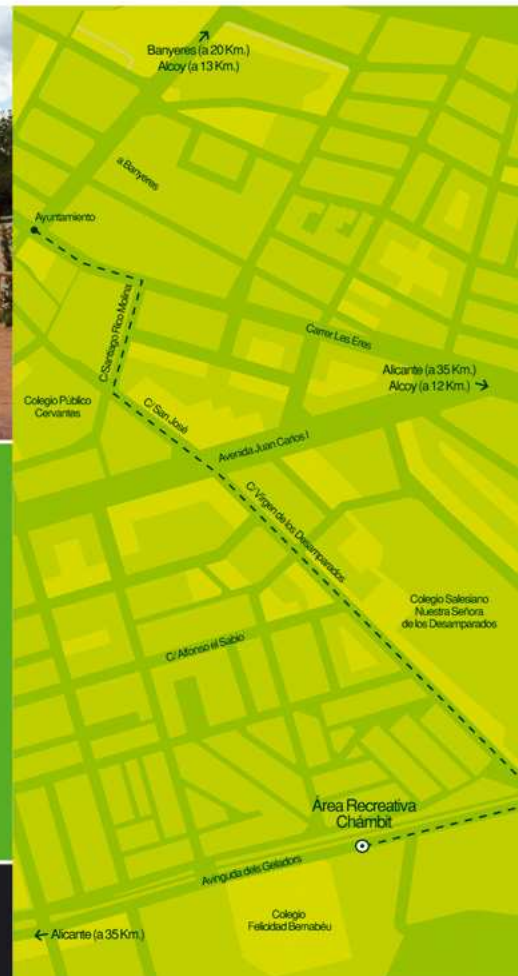 Banyeres (a 20 Km.)
Alcoy (a 13 Km.)
a Banyeres
Ayuntamiento
C/Santiago Rico Molina
Carrer Les Eres
Alicante (a 35 Km.)
Alcoy (a 12 Km.)
Colegio Público
Cervantes
C/ San José
Avenida Juan Carlos I
C/ Virgen de los Desamparados
Colegio Salesiano
Nuestra Señora
de los Desamparados
C/ Alfonso el Sabio
Área Recreativa
Chámbit
Avinguda dels Geladors
Colegio
Felicidad Bernabéu
Alicante (a 35 Km.)